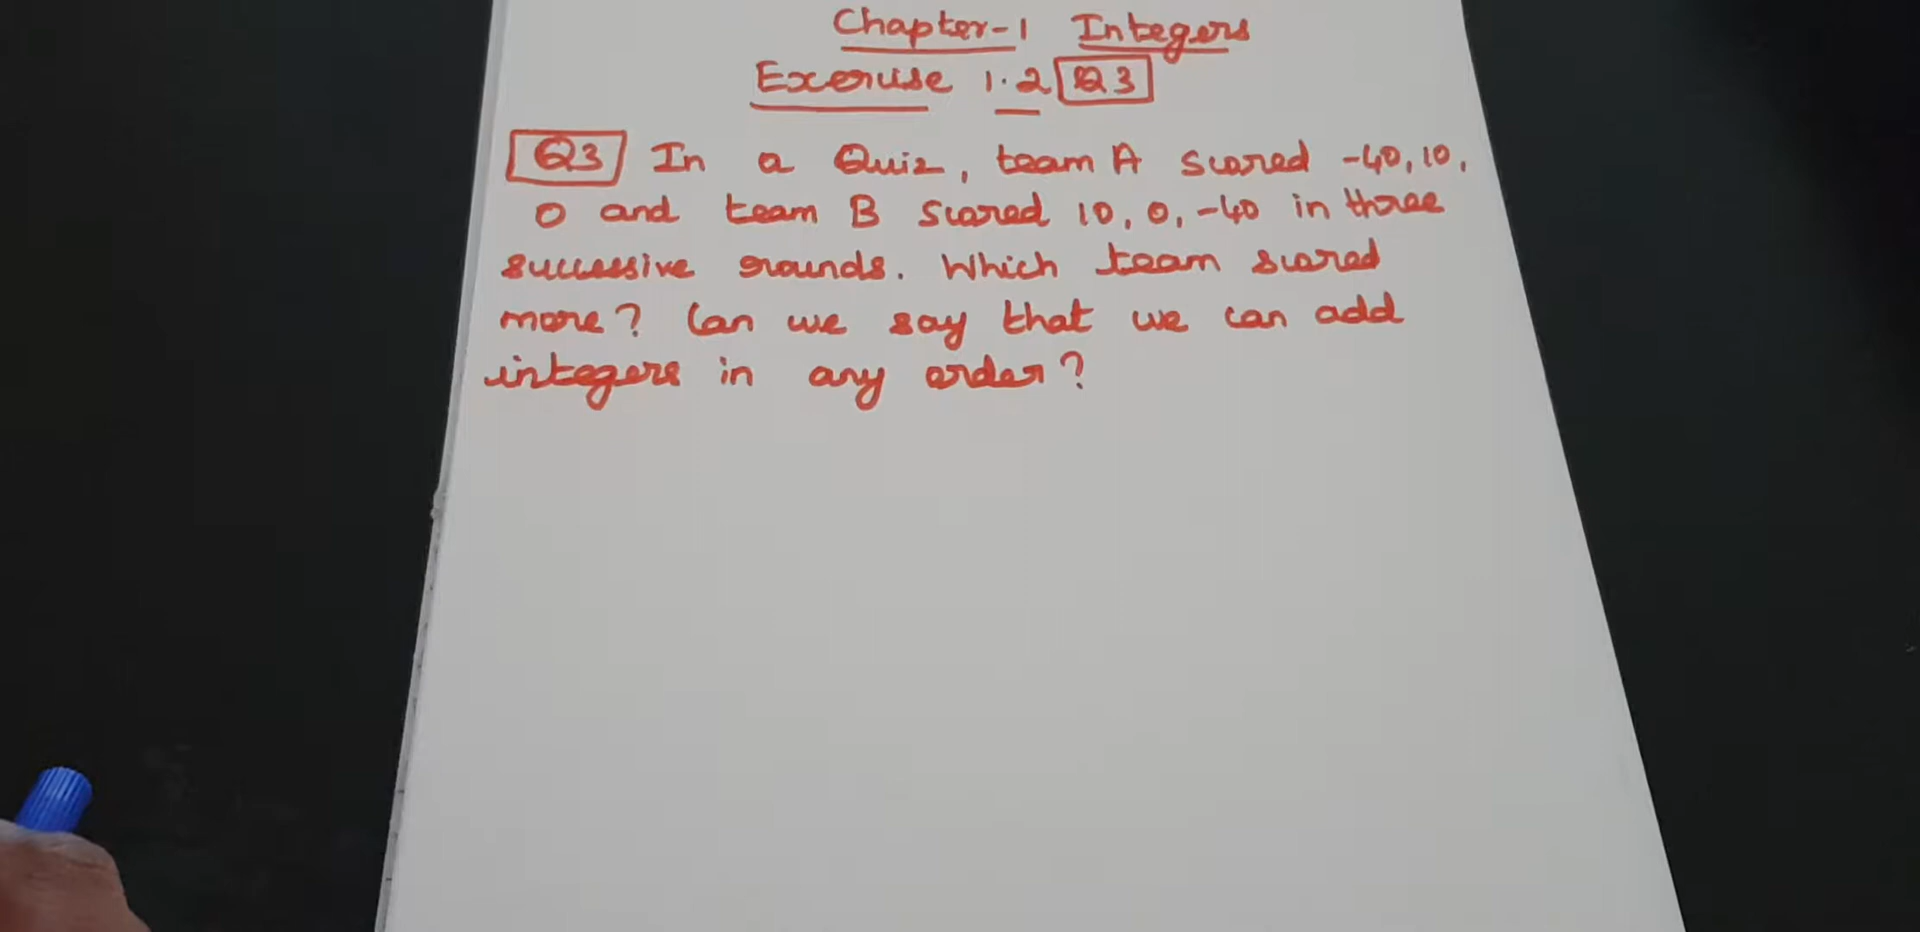 Chapter-1 Integers
Exercise 1.2 Q3
Q3 In a Quiz, team A scored -40, 10,
0 and team B scored 10, 0, -40 in three
successive rounds. Which team scored
more? Can we say that we can add
integers in any order?